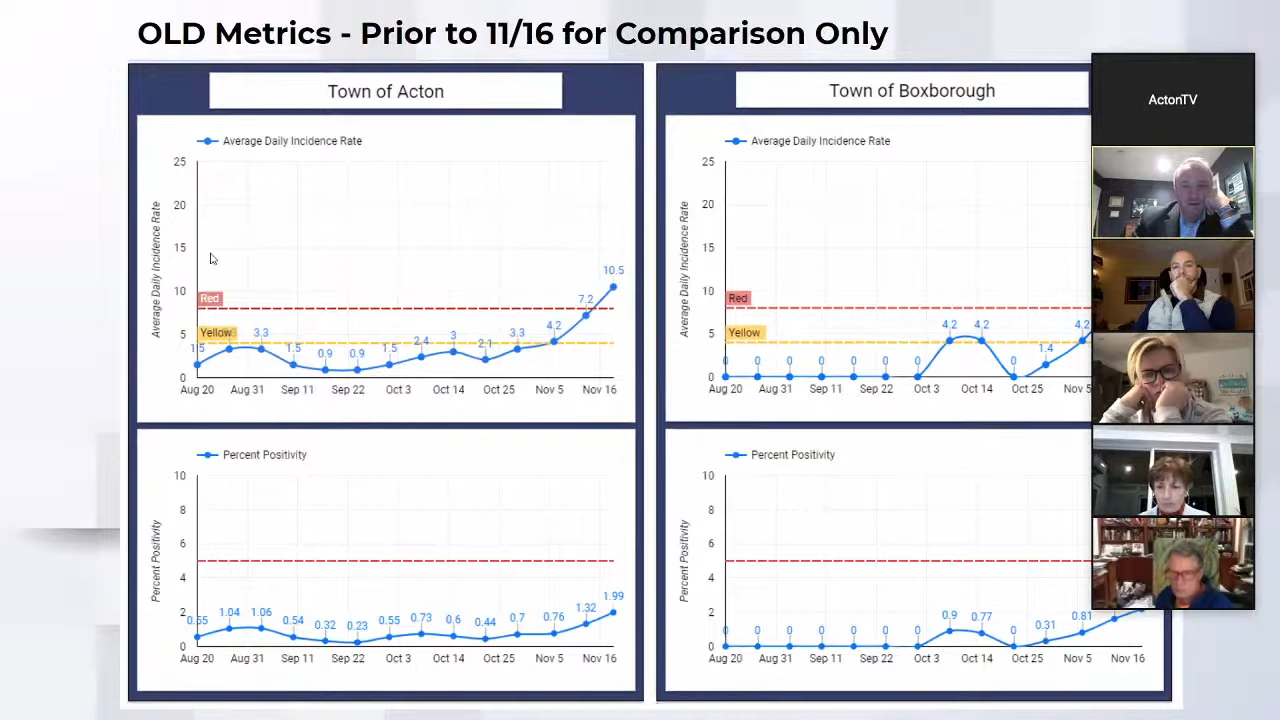 OLD Metrics - Prior to 11/16 for Comparison Only
Town of Acton
Average Daily Incidence Rate
25
20
15
10
5
0
Average Daily Incidence Rate
Red
Yellow
1.5
3.3
1.5
0.9
0.9
1.5
2.4
3
2.1
3.3
4.2
7.2
10.5
Aug 20 Aug 31 Sep 11 Sep 22 Oct 3 Oct 14 Oct 25 Nov 5 Nov 16
Percent Positivity
10
8
6
4
2
0
Percent Positivity
0.55 1.04 1.06 0.54 0.32 0.23 0.55 0.73 0.6 0.44 0.7 0.76 1.32 1.99
Aug 20 Aug 31 Sep 11 Sep 22 Oct 3 Oct 14 Oct 25 Nov 5 Nov 16
Town of Boxborough
Average Daily Incidence Rate
25
20
15
10
5
0
Average Daily Incidence Rate
Red
Yellow
0 0 0 0 0 0 0 4.2 4.2 0 1.4 4.2
Aug 20 Aug 31 Sep 11 Sep 22 Oct 3 Oct 14 Oct 25 Nov 5
Percent Positivity
10
8
6
4
2
0
Percent Positivity
0 0 0 0 0 0 0 0.9 0.77 0 0.31 0.81
Aug 20 Aug 31 Sep 11 Sep 22 Oct 3 Oct 14 Oct 25 Nov 5 Nov 16
ActonTV